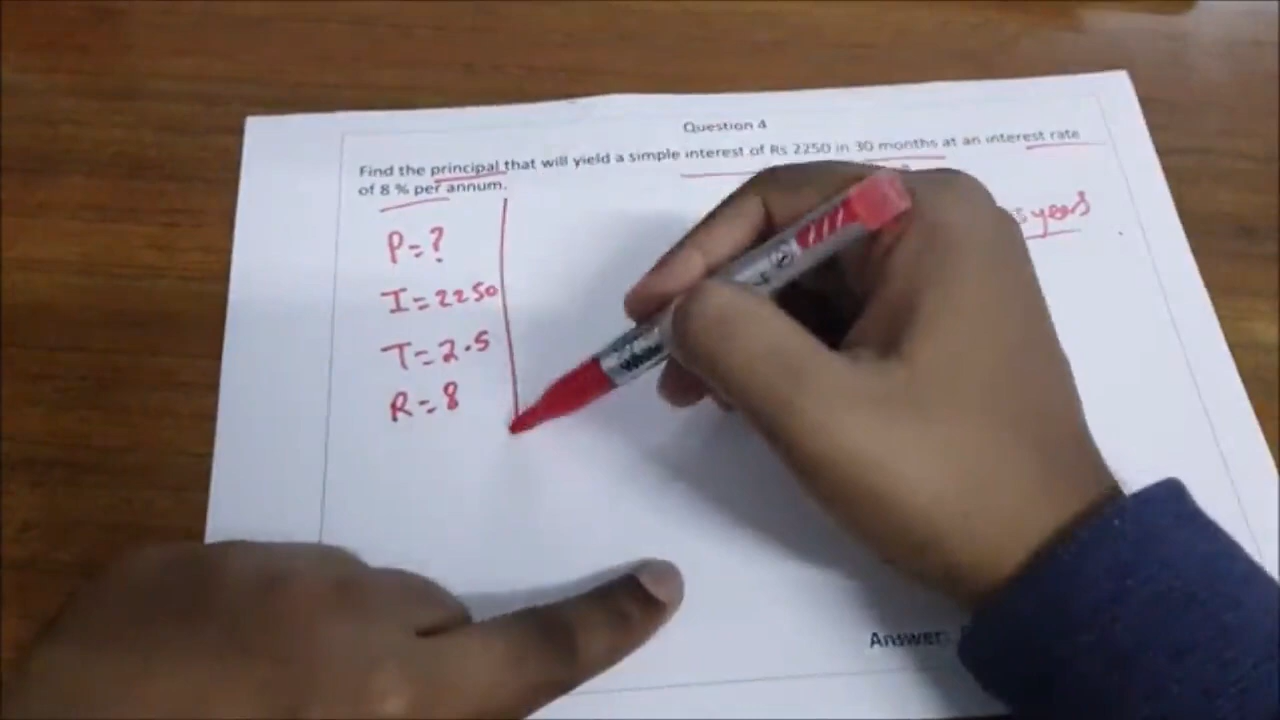 Question 4
Find the principal that will yield a simple interest of Rs 2250 in 30 months at an interest rate
of 8 % per annum.
years
P=?
I=2250
T=2.5
R=8
Answer: